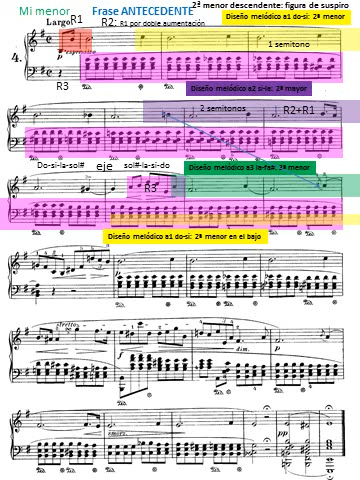 2ª menor descendente: figura de suspiro
Mi menor Frase ANTECEDENTE
Diseño melódico a1 do-si: 2ª menor
Largo R1 R2: R1 por doble aumentación
espressivo
1 semitono
4.
R3
Diseño melódico a2 si-la: 2ª mayor
2 semitonos R2+R1
Do-si-la-sol# eje sol#-la-si-do
Diseño melódico a3 la-fa#: 2ª menor
R3
Diseño melódico a1 do-si: 2ª menor en el bajo
stretto
f
dim.
p
smorz.
pp